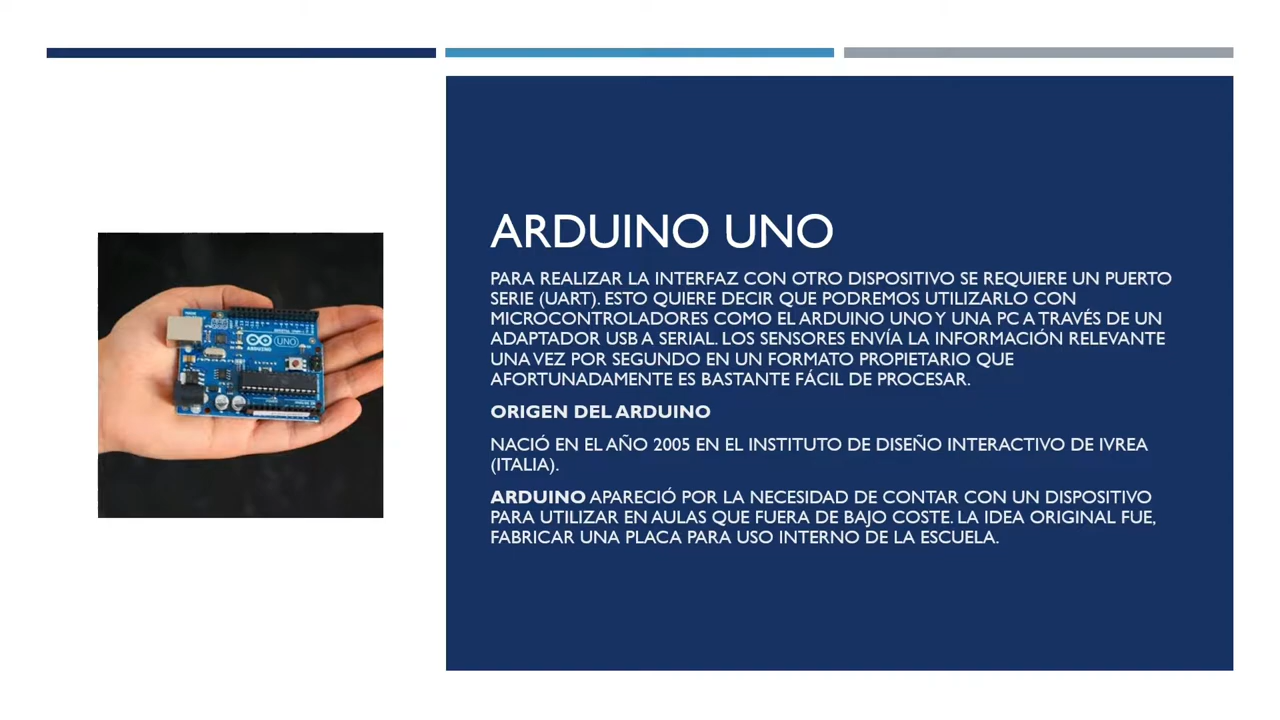 ARDUINO UNO
PARA REALIZAR LA INTERFAZ CON OTRO DISPOSITIVO SE REQUIERE UN PUERTO
SERIE (UART). ESTO QUIERE DECIR QUE PODREMOS UTILIZARLO CON
MICROCONTROLADORES COMO EL ARDUINO UNO Y UNA PC A TRAVÉS DE UN
ADAPTADOR USB A SERIAL. LOS SENSORES ENVÍA LA INFORMACIÓN RELEVANTE
UNA VEZ POR SEGUNDO EN UN FORMATO PROPIETARIO QUE
AFORTUNADAMENTE ES BASTANTE FÁCIL DE PROCESAR.
ORIGEN DEL ARDUINO
NACIÓ EN EL AÑO 2005 EN EL INSTITUTO DE DISEÑO INTERACTIVO DE IVREA
(ITALIA).
ARDUINO APARECIÓ POR LA NECESIDAD DE CONTAR CON UN DISPOSITIVO
PARA UTILIZAR EN AULAS QUE FUERA DE BAJO COSTE. LA IDEA ORIGINAL FUE,
FABRICAR UNA PLACA PARA USO INTERNO DE LA ESCUELA.
UNO
ARDUINO